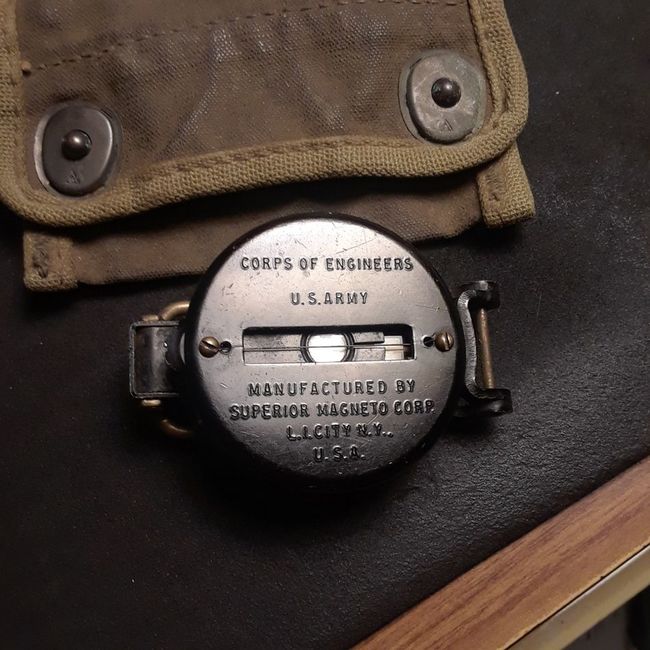 CORPS OF ENGINEERS
U.S.ARMY
MANUFACTURED BY
SUPERIOR MAGNETO CORP.
L.I.CITY N.Y.,
U.S.A.